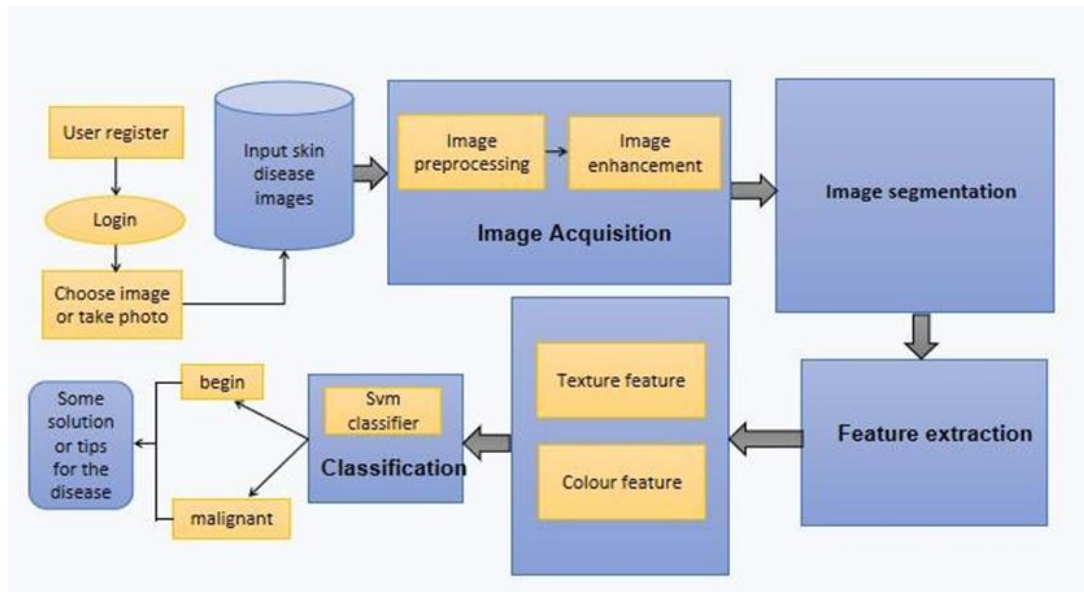 User register
Login
Choose image
or take photo
Input skin
disease
images
Image
preprocessing
Image
enhancement
Image Acquisition
Image segmentation
Feature extraction
Texture feature
Colour feature
Svm
classifier
Classification
begin
malignant
Some
solution
or tips
for the
disease